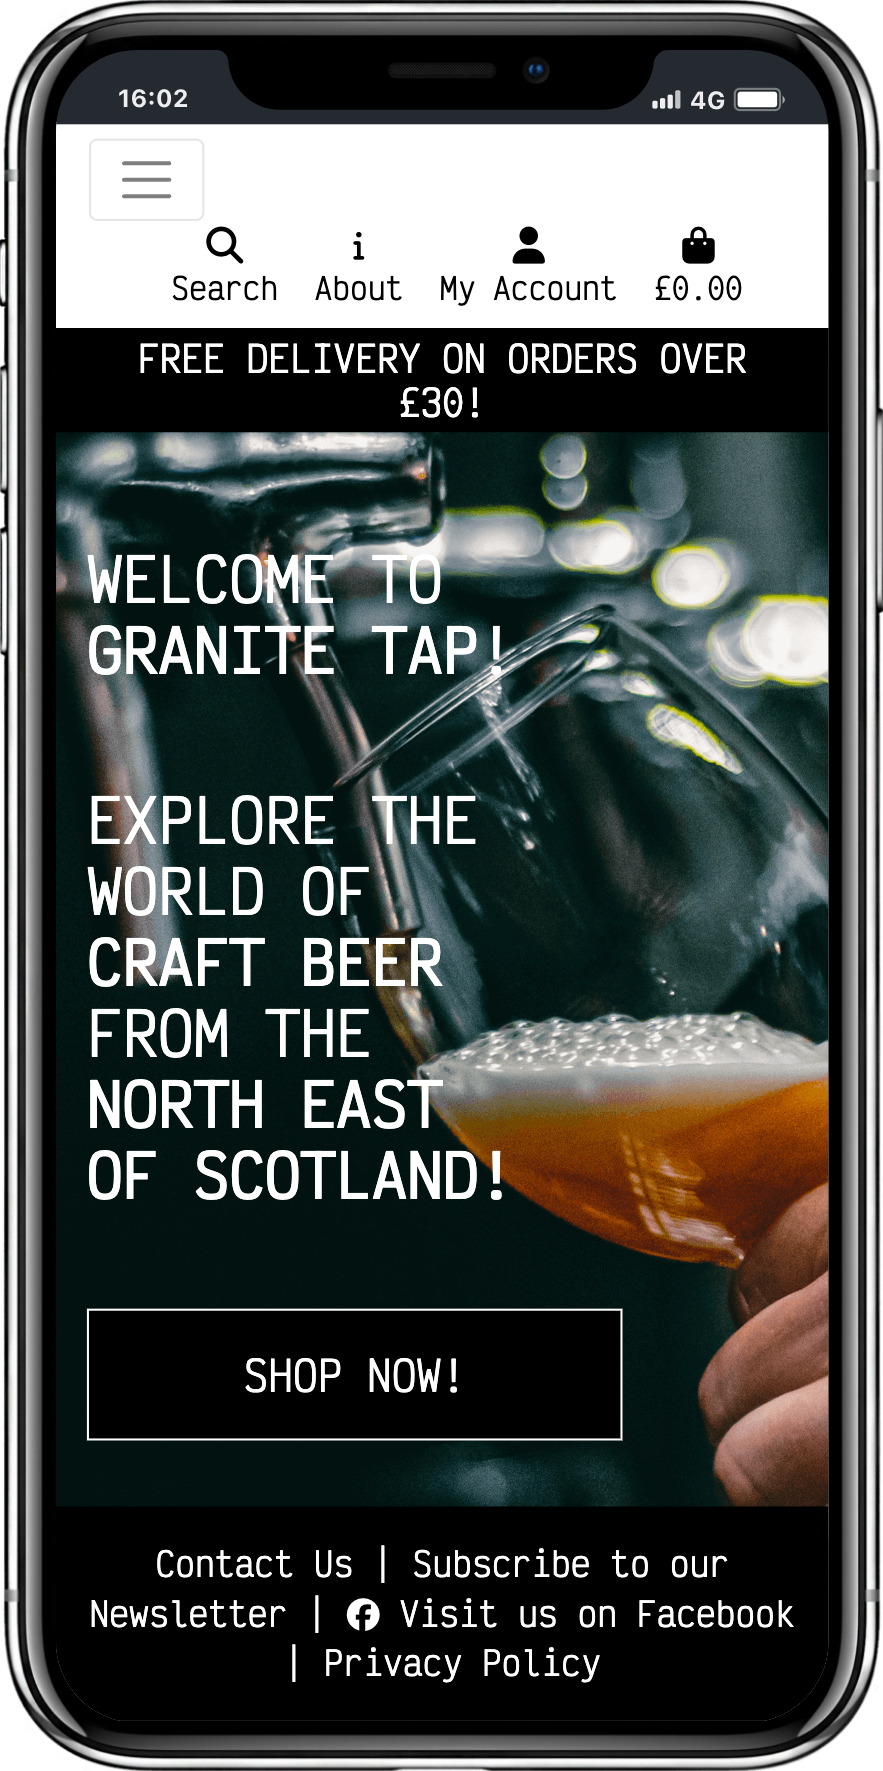 16:02 4G
Search About My Account £0.00
FREE DELIVERY ON ORDERS OVER
£30!
WELCOME TO
GRANITE TAP!
EXPLORE THE
WORLD OF
CRAFT BEER
FROM THE
NORTH EAST
OF SCOTLAND!
SHOP NOW!
Contact Us | Subscribe to our
Newsletter | Visit us on Facebook
| Privacy Policy